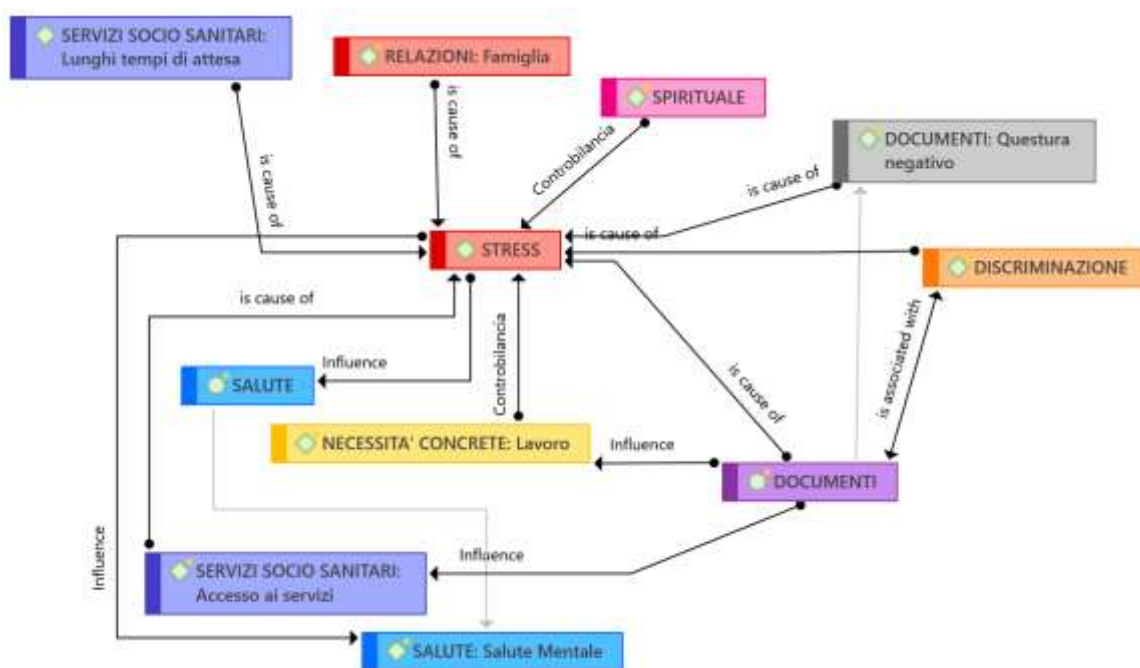 SERVIZI SOCIO SANITARI:
Lunghi tempi di attesa
RELAZIONI: Famiglia
SPIRITUALE
DOCUMENTI: Questura
negativo
is cause of
is cause of
Controbilancia
is cause of
is cause of
STRESS
DISCRIMINAZIONE
is cause of
Influence
Controbilancia
is cause of
is associated with
SALUTE
NECESSITA' CONCRETE: Lavoro
Influence
DOCUMENTI
Influence
Influence
SERVIZI SOCIO SANITARI:
Accesso ai servizi
SALUTE: Salute Mentale